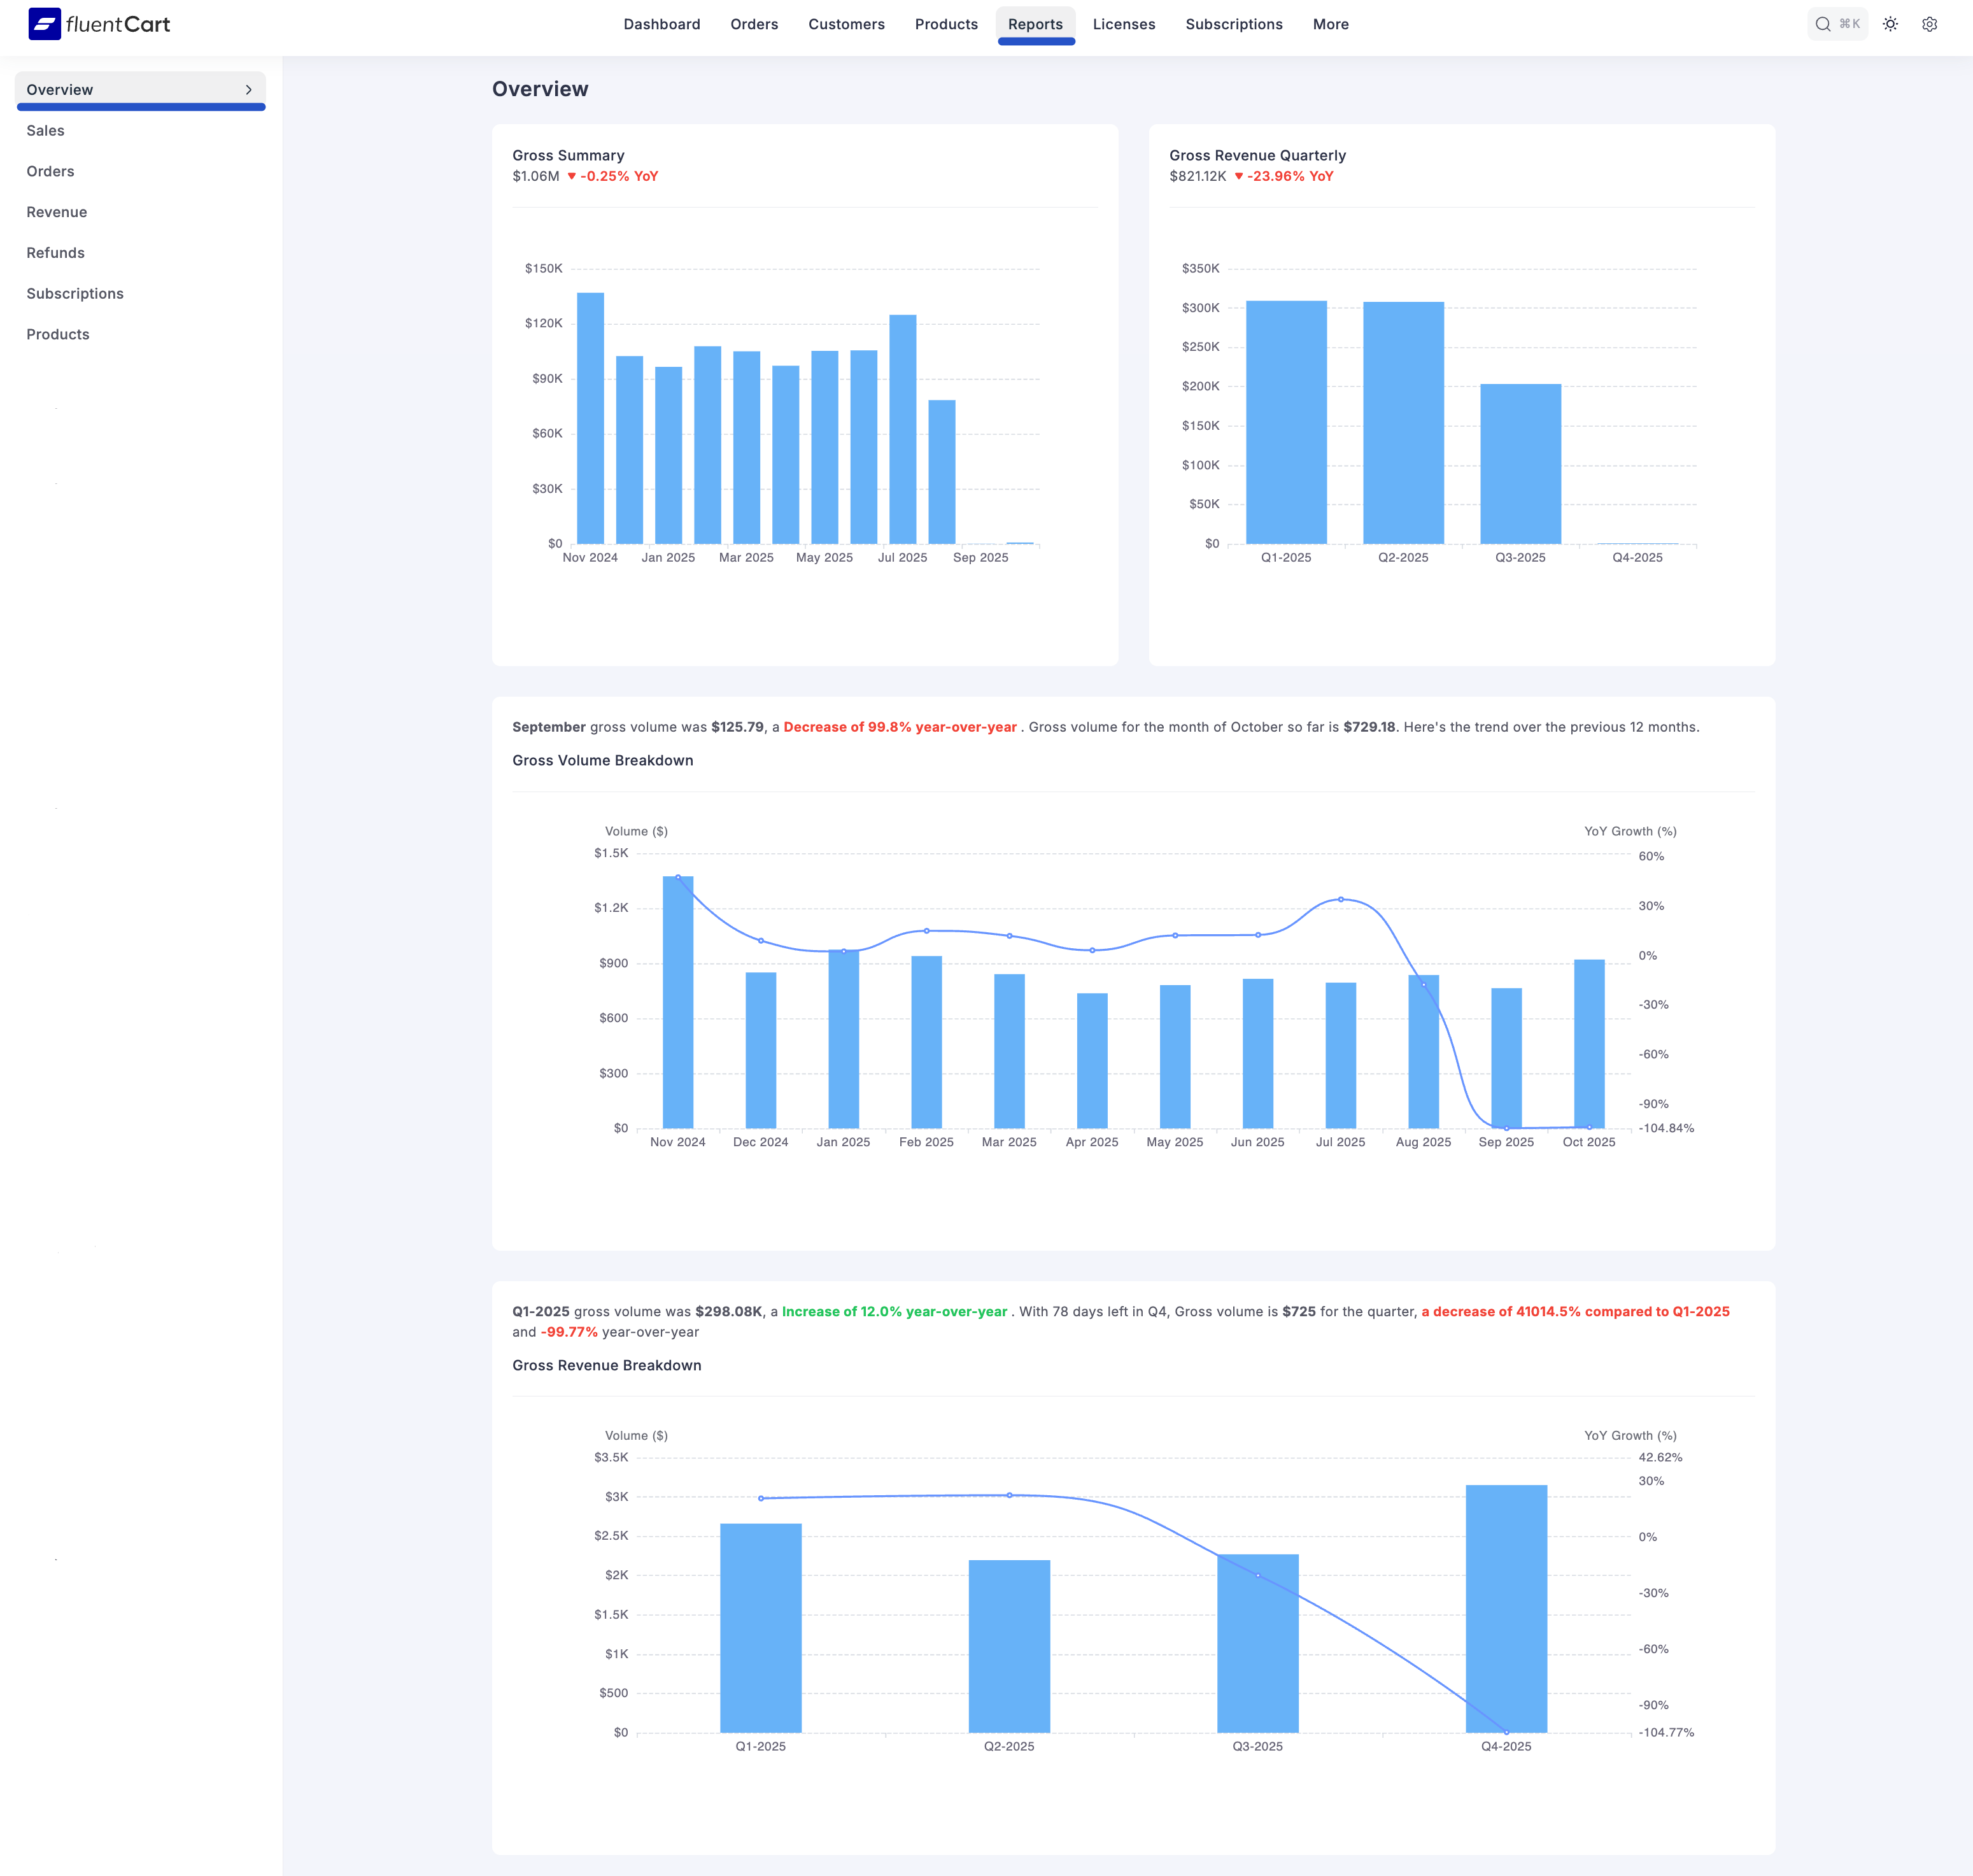 fluentCart
Dashboard Orders Customers Products Reports Licenses Subscriptions More
⌘K
Overview
Sales
Orders
Revenue
Refunds
Subscriptions
Products
Overview
Gross Summary
$1.06M ▼ -0.25% YoY
$150K
$120K
$90K
$60K
$30K
$0
Nov 2024 Jan 2025 Mar 2025 May 2025 Jul 2025 Sep 2025
Gross Revenue Quarterly
$821.12K ▼ -23.96% YoY
$350K
$300K
$250K
$200K
$150K
$100K
$50K
$0
Q1-2025 Q2-2025 Q3-2025 Q4-2025
September gross volume was $125.79, a Decrease of 99.8% year-over-year . Gross volume for the month of October so far is $729.18. Here's the trend over the previous 12 months.
Gross Volume Breakdown
Volume ($)
YoY Growth (%)
$1.5K
$1.2K
$900
$600
$300
$0
60%
30%
0%
-30%
-60%
-90%
-104.84%
Nov 2024 Dec 2024 Jan 2025 Feb 2025 Mar 2025 Apr 2025 May 2025 Jun 2025 Jul 2025 Aug 2025 Sep 2025 Oct 2025
Q1-2025 gross volume was $298.08K, a Increase of 12.0% year-over-year . With 78 days left in Q4, Gross volume is $725 for the quarter, a decrease of 41014.5% compared to Q1-2025
and -99.77% year-over-year
Gross Revenue Breakdown
Volume ($)
YoY Growth (%)
$3.5K
$3K
$2.5K
$2K
$1.5K
$1K
$500
$0
42.62%
30%
0%
-30%
-60%
-90%
-104.77%
Q1-2025 Q2-2025 Q3-2025 Q4-2025